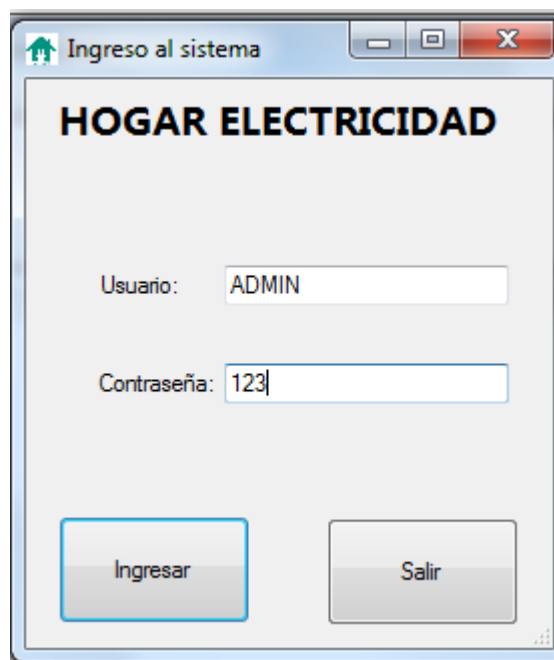 Ingreso al sistema
HOGAR ELECTRICIDAD
Usuario: ADMIN
Contraseña: 123
Ingresar Salir